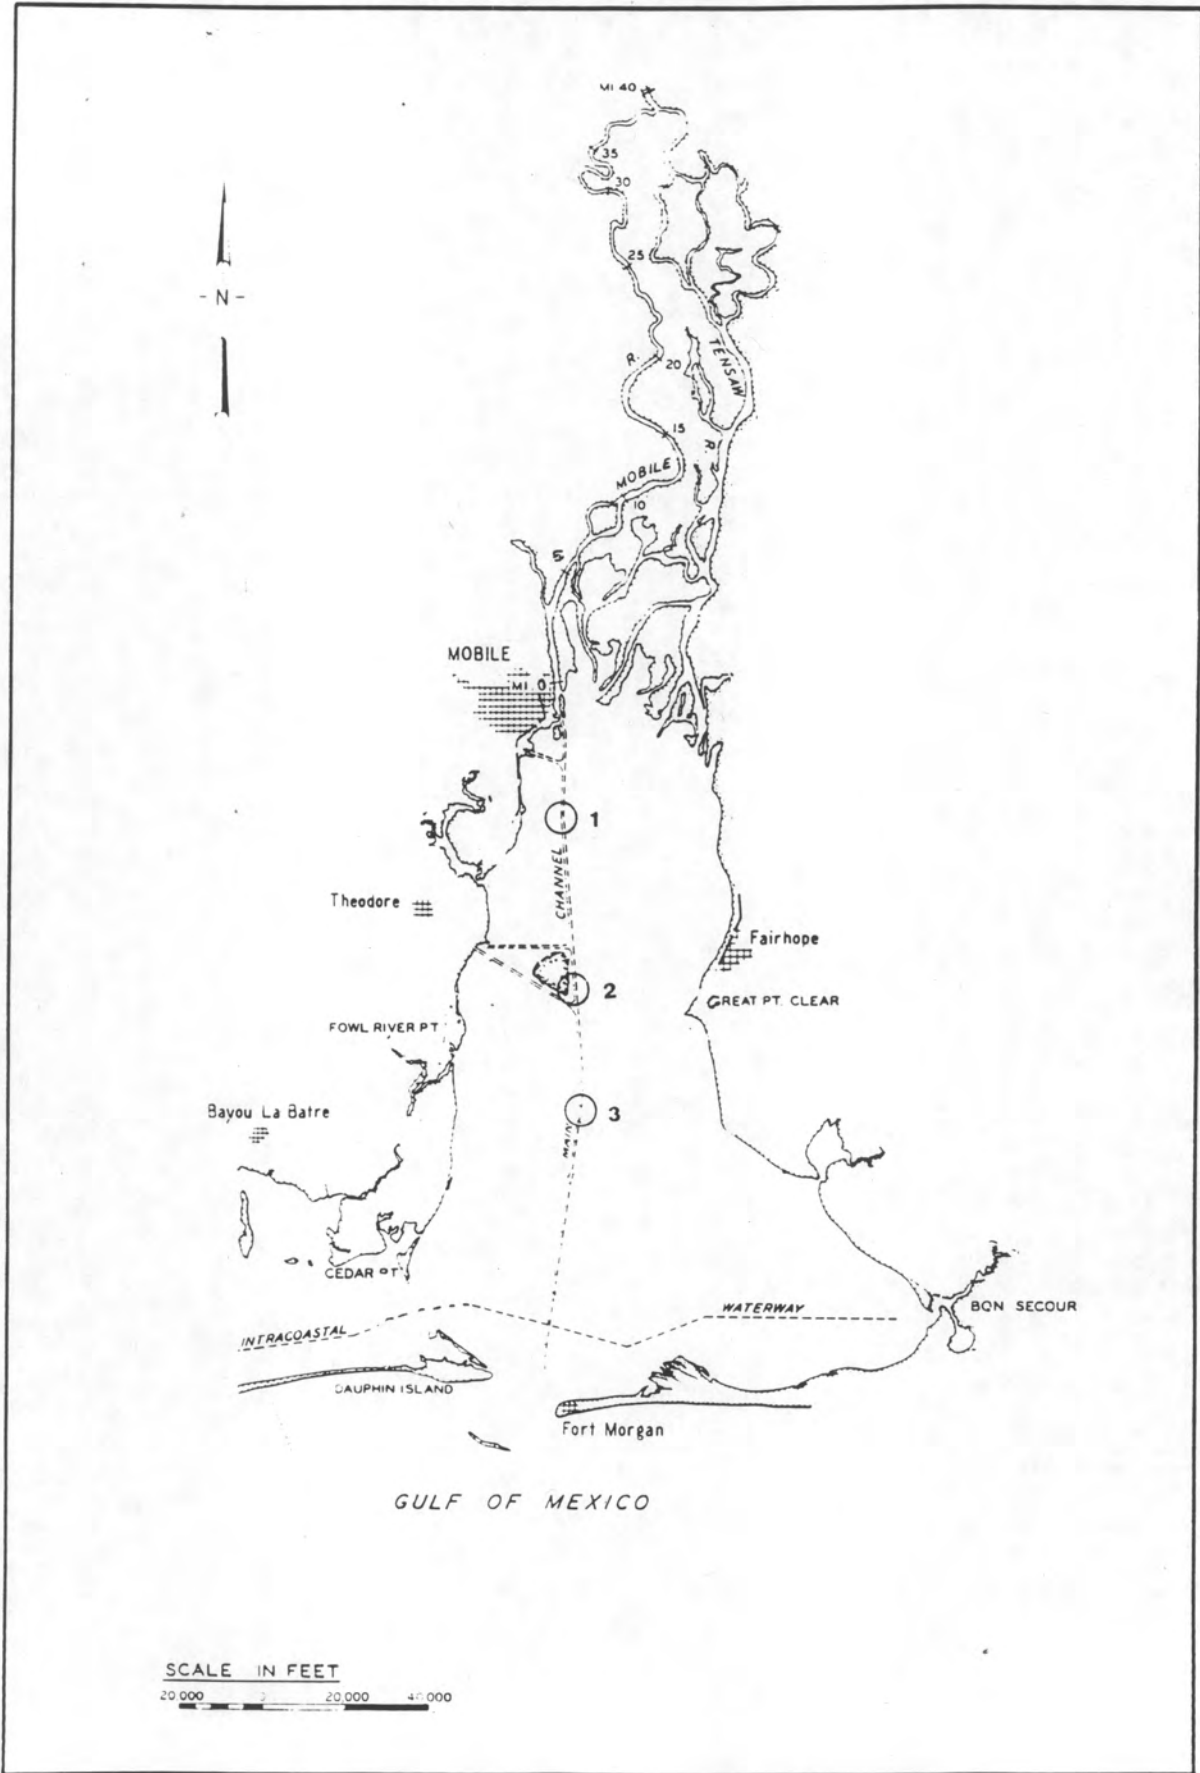 MI 40
35
30
25
- N -
R.
20
TENSAW
15
R.
MOBILE
10
5
MOBILE
MI. 0
1
CHANNEL
Theodore
Fairhope
2
GREAT PT. CLEAR
FOWL RIVER PT.
3
Bayou La Batre
MAIN
CEDAR PT
BON SECOUR
WATERWAY
INTRACOASTAL
DAUPHIN ISLAND
Fort Morgan
GULF OF MEXICO
SCALE IN FEET
20,000 0 20,000 40,000